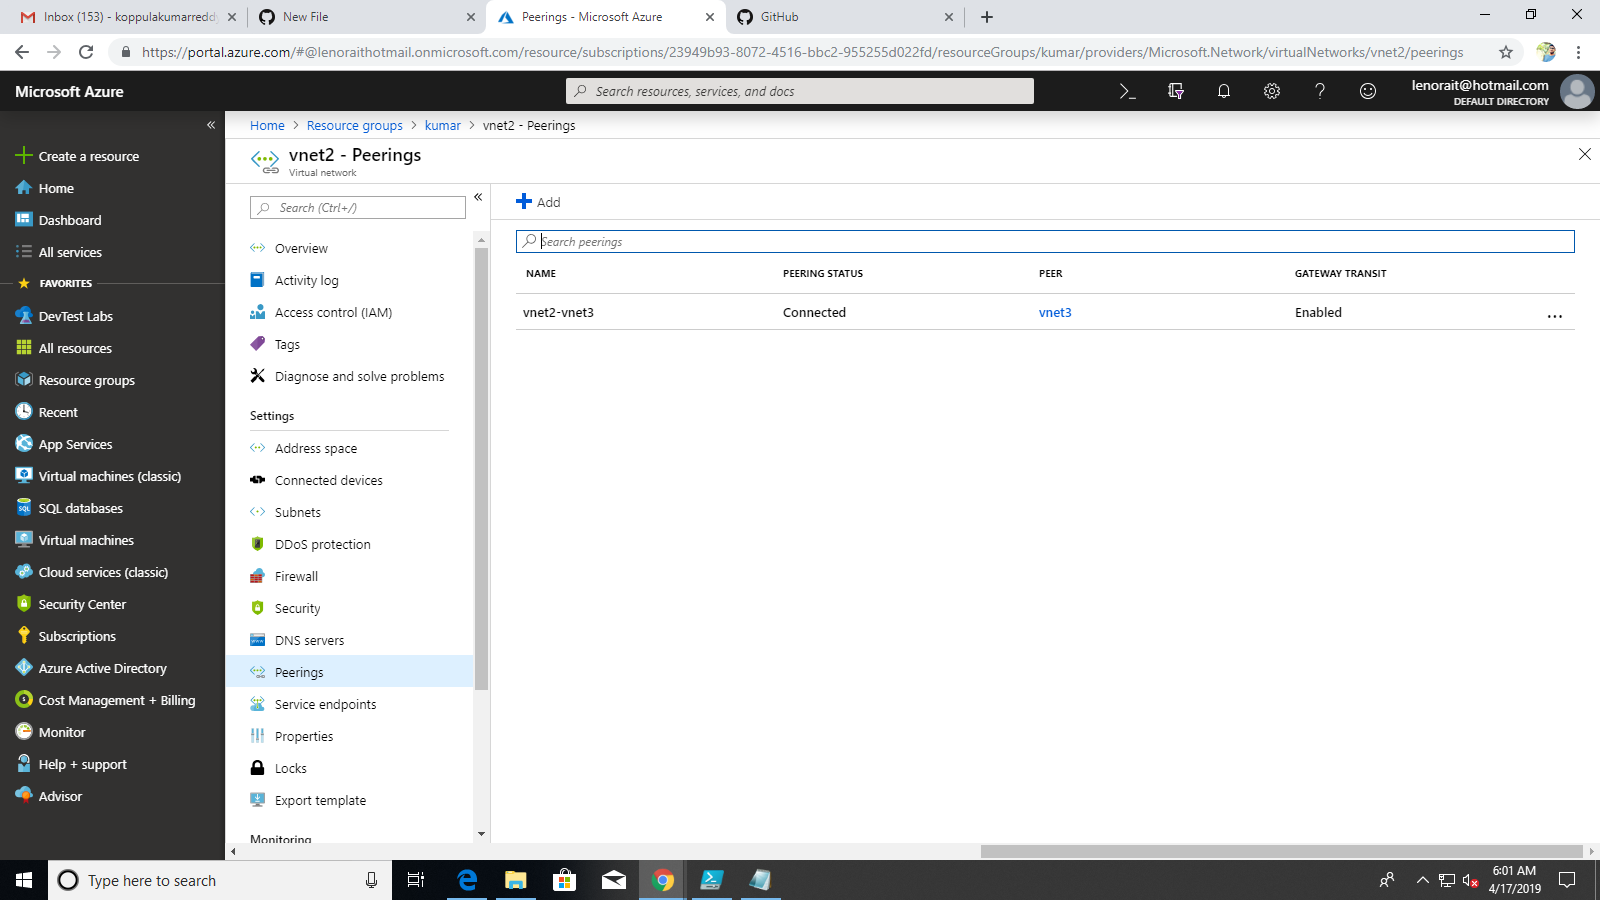 Inbox (153) - koppulakumarreddy
New File
Peerings - Microsoft Azure
GitHub
https://portal.azure.com/#@lenoraithotmail.onmicrosoft.com/resource/subscriptions/23949b93-8072-4516-bbc2-955255d022fd/resourceGroups/kumar/providers/Microsoft.Network/virtualNetworks/vnet2/peerings
Microsoft Azure
Search resources, services, and docs
lenorait@hotmail.com
DEFAULT DIRECTORY
Create a resource
Home
Dashboard
All services
FAVORITES
DevTest Labs
All resources
Resource groups
Recent
App Services
Virtual machines (classic)
SQL databases
Virtual machines
Cloud services (classic)
Security Center
Subscriptions
Azure Active Directory
Cost Management + Billing
Monitor
Help + support
Advisor
Home > Resource groups > kumar > vnet2 - Peerings
vnet2 - Peerings
Virtual network
Search (Ctrl+/)
Overview
Activity log
Access control (IAM)
Tags
Diagnose and solve problems
Settings
Address space
Connected devices
Subnets
DDoS protection
Firewall
Security
DNS servers
Peerings
Service endpoints
Properties
Locks
Export template
Monitoring
Add
Search peerings
NAME PEERING STATUS PEER GATEWAY TRANSIT
vnet2-vnet3 Connected vnet3 Enabled ...
Type here to search
6:01 AM
4/17/2019